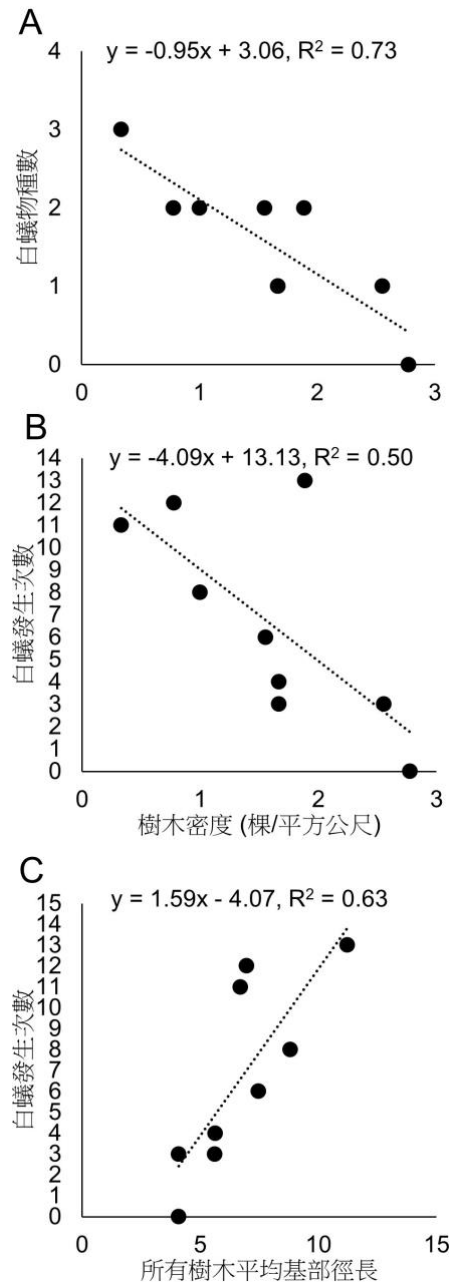 A
y = -0.95x + 3.06, R² = 0.73
4
3
2
1
0
白蟻物種數
0 1 2 3
B
y = -4.09x + 13.13, R² = 0.50
14
13
12
11
10
9
8
7
6
5
4
3
2
1
0
白蟻發生次數
0 1 2 3
樹木密度 (棵/平方公尺)
C
y = 1.59x - 4.07, R² = 0.63
15
14
13
12
11
10
9
8
7
6
5
4
3
2
1
0
白蟻發生次數
0 5 10 15
所有樹木平均基部徑長